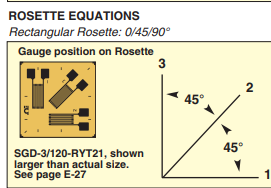 ROSETTE EQUATIONS
Rectangular Rosette: 0/45/90°
Gauge position on Rosette
3
2
45°
45°
1
SGD-3/120-RYT21, shown
larger than actual size.
See page E-27